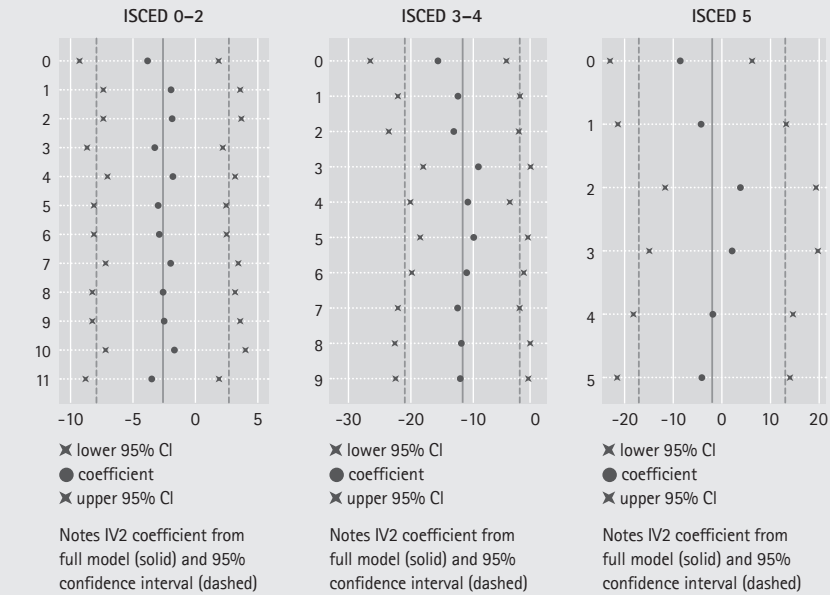 ISCED 0–2
0
1
2
3
4
5
6
7
8
9
10
11
-10 -5 0 5
lower 95% CI
coefficient
upper 95% CI
Notes IV2 coefficient from
full model (solid) and 95%
confidence interval (dashed)
ISCED 3–4
0
1
2
3
4
5
6
7
8
9
-30 -20 -10 0
lower 95% CI
coefficient
upper 95% CI
Notes IV2 coefficient from
full model (solid) and 95%
confidence interval (dashed)
ISCED 5
0
1
2
3
4
5
-20 -10 0 10 20
lower 95% CI
coefficient
upper 95% CI
Notes IV2 coefficient from
full model (solid) and 95%
confidence interval (dashed)